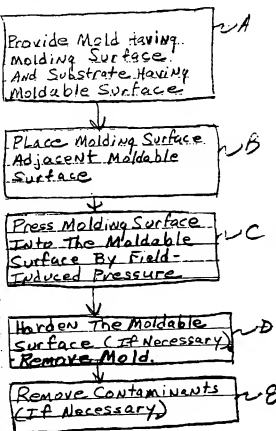 Provide Mold Having
Molding Surface
And Substrate Having
Moldable Surface
A
Place Molding Surface
Adjacent Moldable
Surface
B
Press Molding Surface
Into The Moldable
Surface By Field-
Induced Pressure
C
Harden The Moldable
Surface (If Necessary)
Remove Mold.
D
Remove Contaminants
(If Necessary)
E